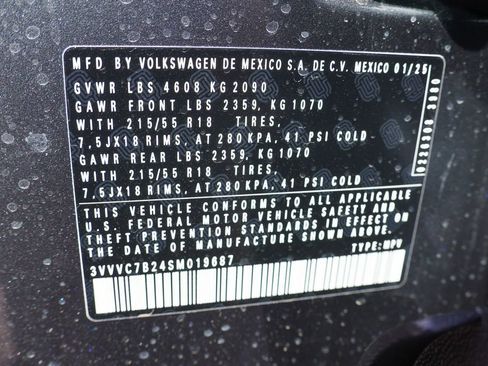 MFD. BY VOLKSWAGEN DE MEXICO S.A. DE C.V. MEXICO 01/25
GVWR LBS 4608 KG 2090
GAWR FRONT LBS 2359, KG 1070
WITH 215/55 R18 TIRES,
7,5JX18 RIMS, AT 280 KPA, 41 PSI COLD
GAWR REAR LBS 2359, KG 1070
WITH 215/55 R18 TIRES,
7,5JX18 RIMS, AT 280 KPA, 41 PSI COLD
THIS VEHICLE CONFORMS TO ALL APPLICABLE
U.S. FEDERAL MOTOR VEHICLE SAFETY AND
THEFT PREVENTION STANDARDS IN EFFECT ON
THE DATE OF MANUFACTURE SHOWN ABOVE.
3VVVC7B24SM019687
TYPE: MPV